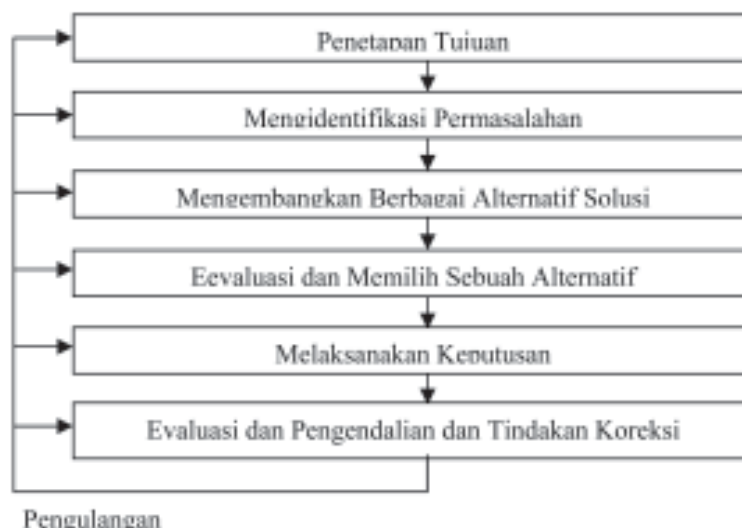 Penetapan Tujuan
Mengidentifikasi Permasalahan
Mengembangkan Berbagai Alternatif Solusi
Eevaluasi dan Memilih Sebuah Alternatif
Melaksanakan Keputusan
Evaluasi dan Pengendalian dan Tindakan Koreksi
Pengulangan